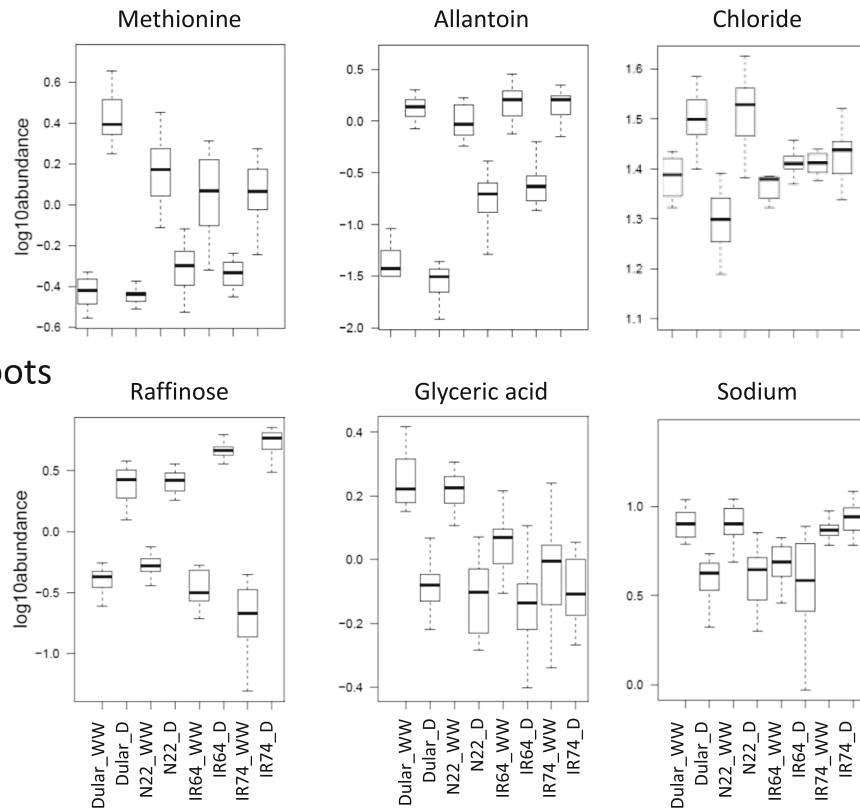 Methionine Allantoin Chloride
log10abundance
0.6
0.4
0.2
0.0
−0.2
−0.4
−0.6
0.5
0.0
−0.5
−1.0
−1.5
−2.0
1.6
1.5
1.4
1.3
1.2
1.1
oots
Raffinose Glyceric acid Sodium
log10abundance
0.5
0.0
−0.5
−1.0
0.4
0.2
0.0
−0.2
−0.4
1.0
0.5
0.0
Dular_WW
Dular_D
N22_WW
N22_D
IR64_WW
IR64_D
IR74_WW
IR74_D
Dular_WW
Dular_D
N22_WW
N22_D
IR64_WW
IR64_D
IR74_WW
IR74_D
Dular_WW
Dular_D
N22_WW
N22_D
IR64_WW
IR64_D
IR74_WW
IR74_D